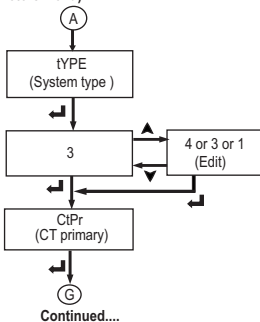 A
tYPE
(System type )
3
4 or 3 or 1
(Edit)
CtPr
(CT primary)
G
Continued....